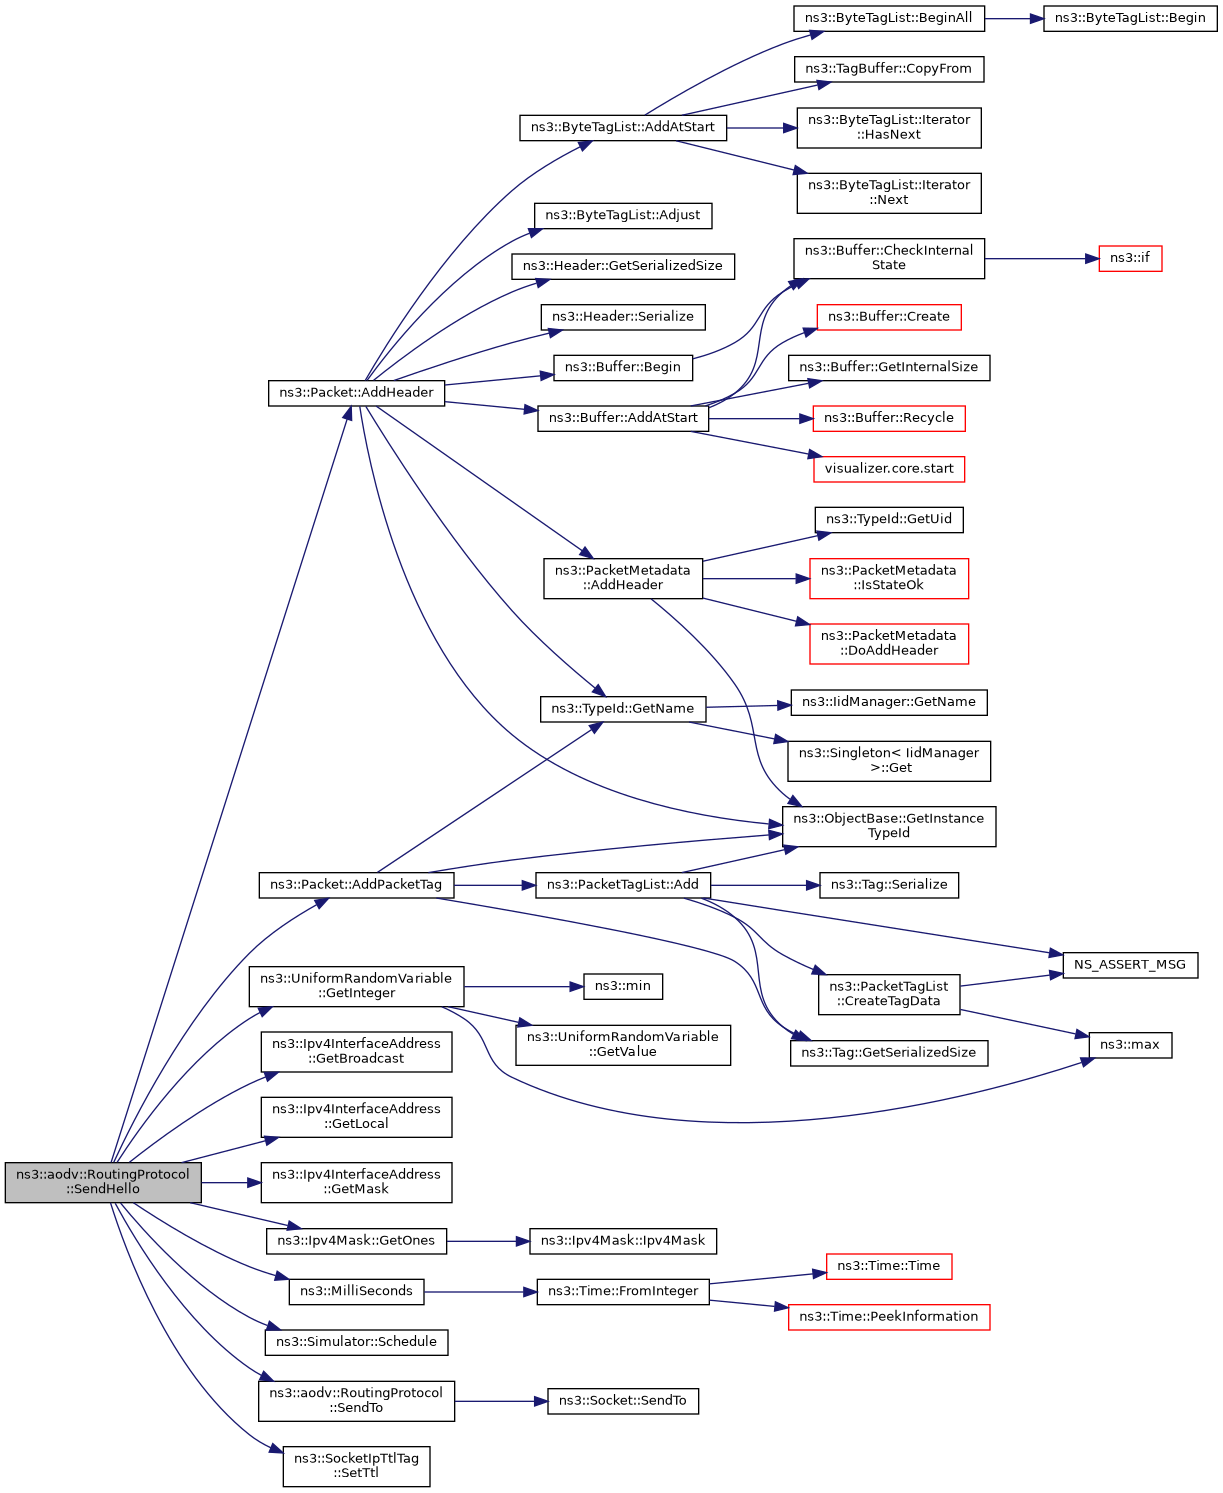 ns3::ByteTagList::BeginAll
ns3::ByteTagList::Begin
ns3::TagBuffer::CopyFrom
ns3::ByteTagList::AddAtStart
ns3::ByteTagList::Iterator
::HasNext
ns3::ByteTagList::Iterator
::Next
ns3::ByteTagList::Adjust
ns3::Header::GetSerializedSize
ns3::Buffer::CheckInternal
State
ns3::if
ns3::Header::Serialize
ns3::Buffer::Create
ns3::Buffer::Begin
ns3::Buffer::GetInternalSize
ns3::Packet::AddHeader
ns3::Buffer::AddAtStart
ns3::Buffer::Recycle
visualizer.core.start
ns3::TypeId::GetUid
ns3::PacketMetadata
::AddHeader
ns3::PacketMetadata
::IsStateOk
ns3::PacketMetadata
::DoAddHeader
ns3::TypeId::GetName
ns3::IidManager::GetName
ns3::Singleton< IidManager
>::Get
ns3::ObjectBase::GetInstance
TypeId
ns3::Packet::AddPacketTag
ns3::PacketTagList::Add
ns3::Tag::Serialize
NS_ASSERT_MSG
ns3::UniformRandomVariable
::GetInteger
ns3::min
ns3::PacketTagList
::CreateTagData
ns3::UniformRandomVariable
::GetValue
ns3::Tag::GetSerializedSize
ns3::max
ns3::Ipv4InterfaceAddress
::GetBroadcast
ns3::Ipv4InterfaceAddress
::GetLocal
ns3::aodv::RoutingProtocol
::SendHello
ns3::Ipv4InterfaceAddress
::GetMask
ns3::Ipv4Mask::GetOnes
ns3::Ipv4Mask::Ipv4Mask
ns3::MilliSeconds
ns3::Time::FromInteger
ns3::Time::Time
ns3::Time::PeekInformation
ns3::Simulator::Schedule
ns3::aodv::RoutingProtocol
::SendTo
ns3::Socket::SendTo
ns3::SocketIpTtlTag
::SetTtl